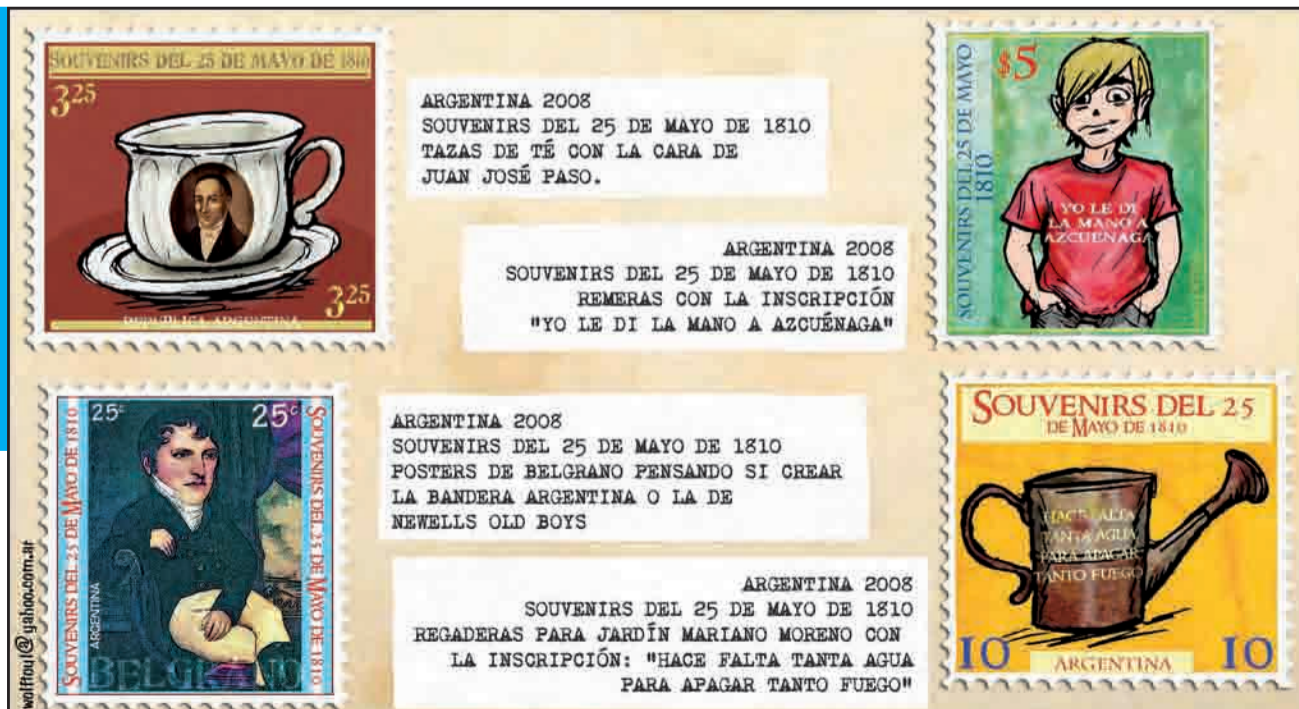 SOUVENIRS DEL 25 DE MAYO DE 1810
3.25
3.25
REPUBLICA ARGENTINA
ARGENTINA 2008
SOUVENIRS DEL 25 DE MAYO DE 1810
TAZAS DE TÉ CON LA CARA DE
JUAN JOSÉ PASO.
$5
SOUVENIRS DEL 25 DE MAYO
1810
YO LE DI
LA MANO A
AZCUENAGA
ARGENTINA 2008
SOUVENIRS DEL 25 DE MAYO DE 1810
REMERAS CON LA INSCRIPCIÓN
"YO LE DI LA MANO A AZCUÉNAGA"
25c
25c
SOUVENIRS DEL 25 DE MAYO DE 1810
SOUVENIRS DEL 25 DE MAYO DE 1810
ARGENTINA
BELGRANO
ARGENTINA 2008
SOUVENIRS DEL 25 DE MAYO DE 1810
POSTERS DE BELGRANO PENSANDO SI CREAR
LA BANDERA ARGENTINA O LA DE
NEWELLS OLD BOYS
SOUVENIRS DEL 25
DE MAYO DE 1810
HACE FALTA
TANTA AGUA
PARA APAGAR
TANTO FUEGO
10
ARGENTINA
10
ARGENTINA 2008
SOUVENIRS DEL 25 DE MAYO DE 1810
REGADERAS PARA JARDÍN MARIANO MORENO CON
LA INSCRIPCIÓN: "HACE FALTA TANTA AGUA
PARA APAGAR TANTO FUEGO"
wolffoul@yahoo.com.ar